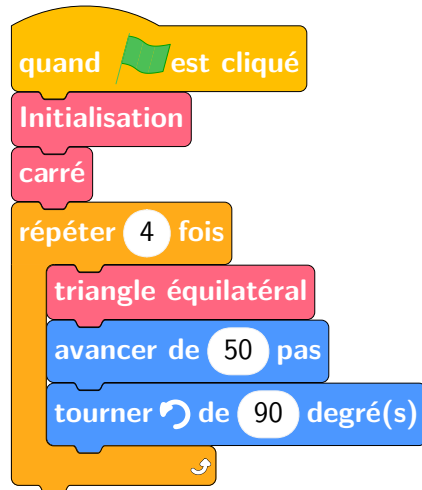 quand est cliqué
Initialisation
carré
répéter 4 fois
triangle équilatéral
avancer de 50 pas
tourner de 90 degré(s)